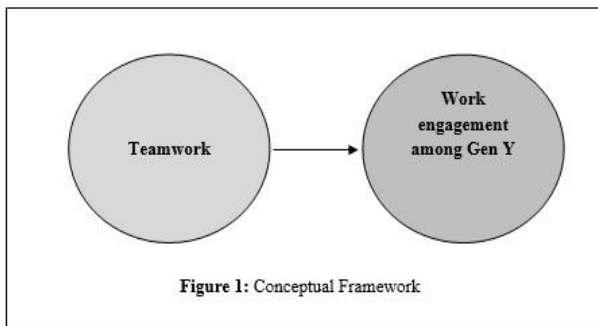 Teamwork
Work
engagement
among Gen Y
Figure 1: Conceptual Framework